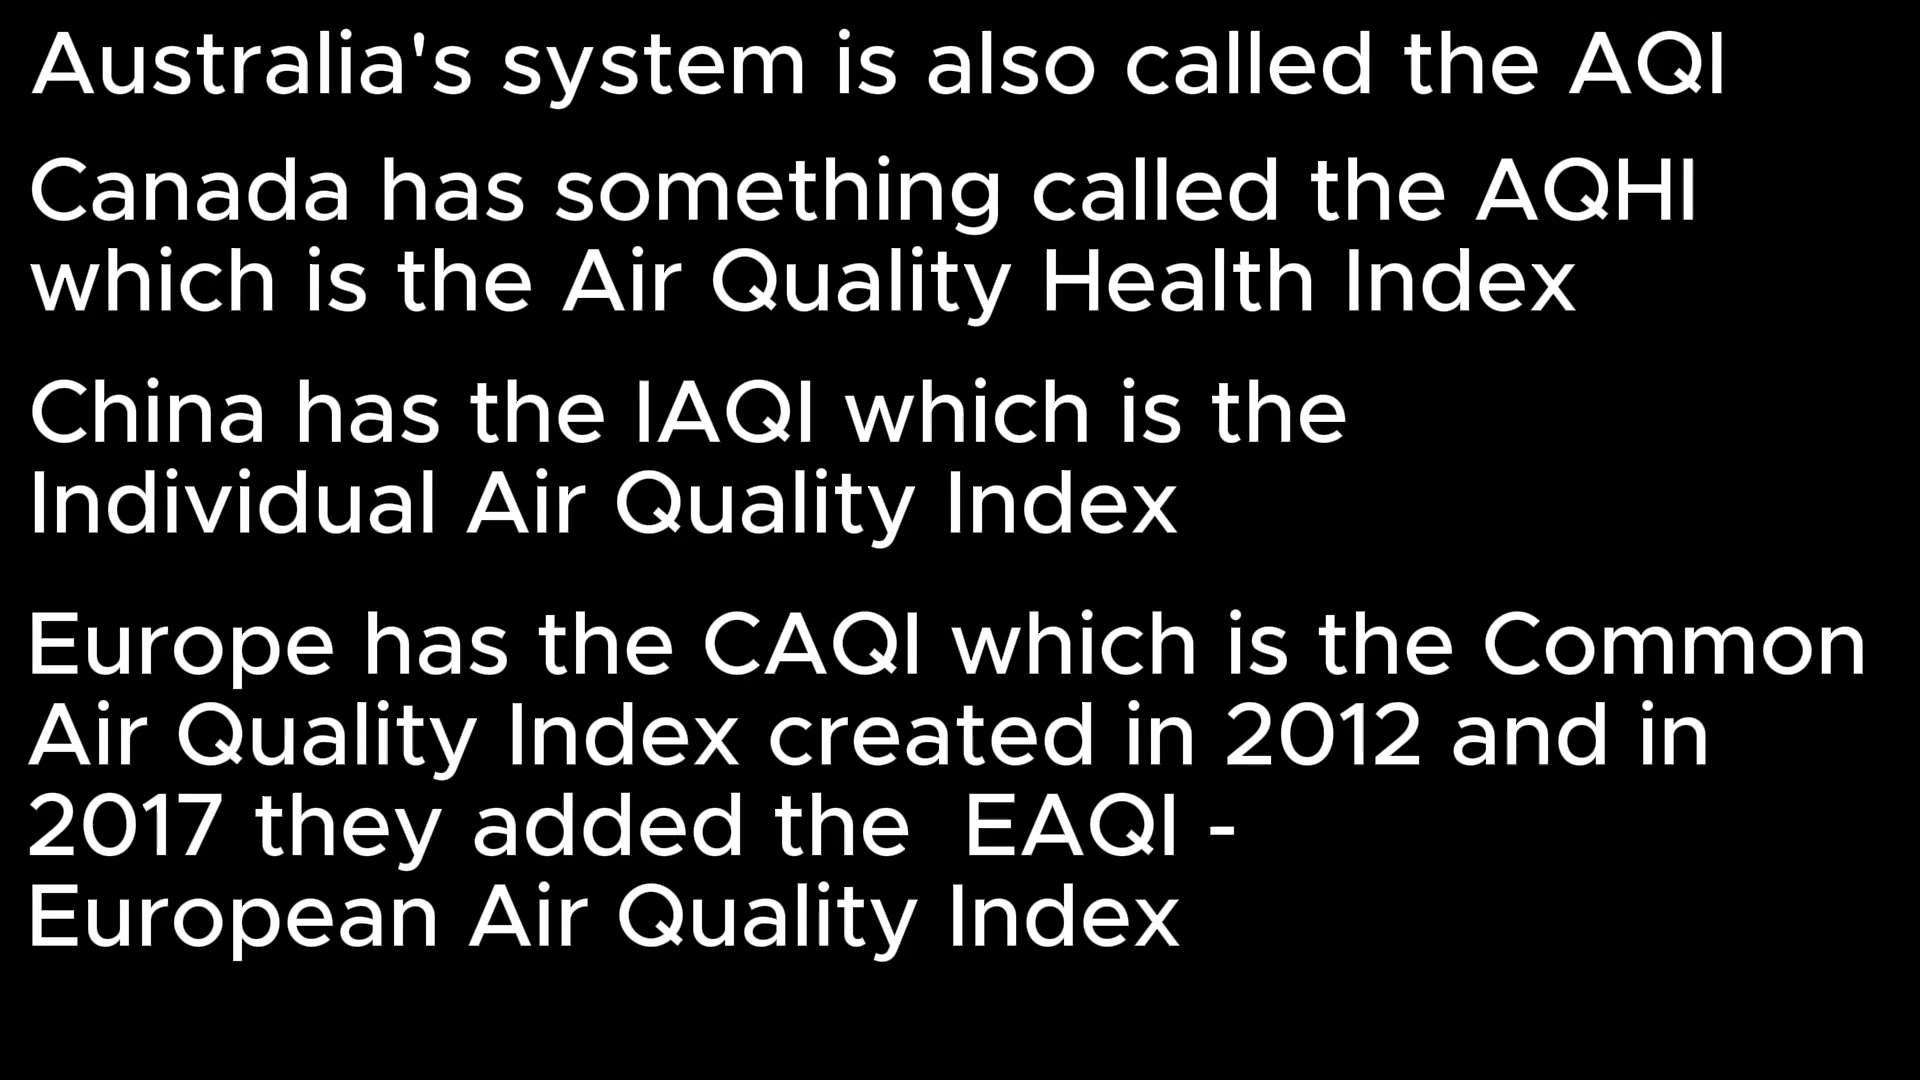 Australia's system is also called the AQI
Canada has something called the AQHI
which is the Air Quality Health Index
China has the IAQI which is the
Individual Air Quality Index
Europe has the CAQI which is the Common
Air Quality Index created in 2012 and in
2017 they added the  EAQI -
European Air Quality Index